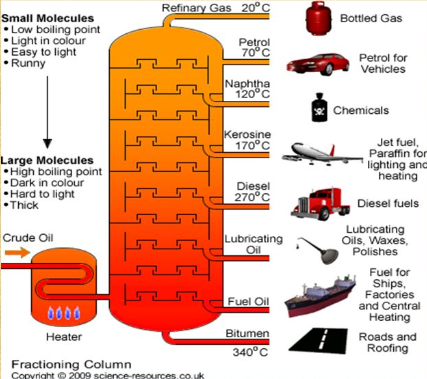 Small Molecules
• Low boiling point
• Light in colour
• Easy to light
• Runny
Large Molecules
• High boiling point
• Dark in colour
• Hard to light
• Thick
Crude Oil
Heater
Refinary Gas 20°C
Petrol
70°C
Naphtha
120°C
Kerosine
170°C
Diesel
270°C
Lubricating
Oil
Fuel Oil
Bitumen
340°C
Bottled Gas
Petrol for
Vehicles
Chemicals
Jet fuel,
Paraffin for
lighting and
heating
Diesel fuels
Lubricating
Oils, Waxes,
Polishes
Fuel for
Ships,
Factories
and Central
Heating
Roads and
Roofing
Fractioning Column
Copyright © 2009 science-resources.co.uk